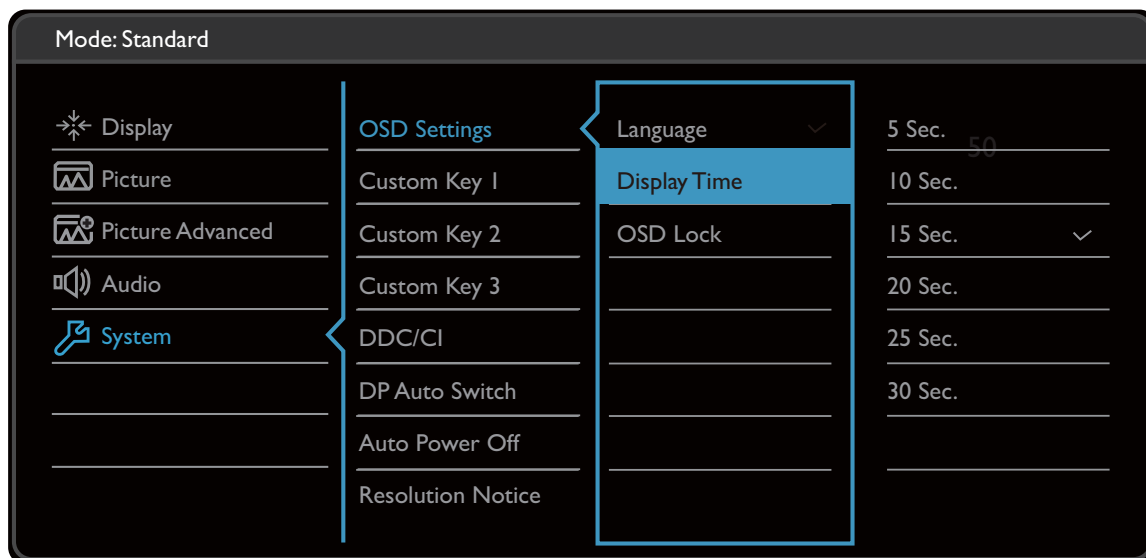 Mode: Standard
Display
Picture
Picture Advanced
Audio
System
OSD Settings
Custom Key 1
Custom Key 2
Custom Key 3
DDC/CI
DP Auto Switch
Auto Power Off
Resolution Notice
Language
Display Time
OSD Lock
5 Sec.
50
10 Sec.
15 Sec.
20 Sec.
25 Sec.
30 Sec.